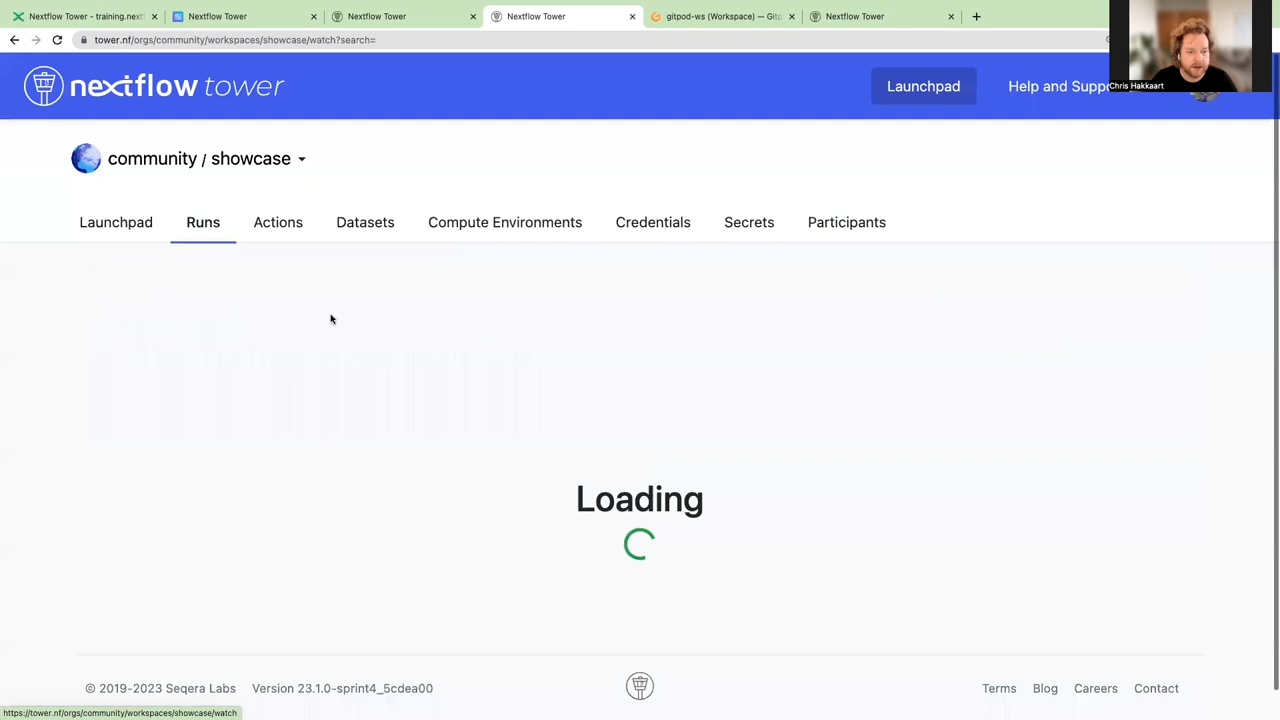 Nextflow Tower - training.next
Nextflow Tower
Nextflow Tower
Nextflow Tower
gitpod-ws (Workspace) — Gitp
Nextflow Tower
tower.nf/orgs/community/workspaces/showcase/watch?search=
Chris Hakkaart
nextflow tower
Launchpad
Help and Suppo
community / showcase
Launchpad
Runs
Actions
Datasets
Compute Environments
Credentials
Secrets
Participants
Loading
© 2019-2023 Seqera Labs
Version 23.1.0-sprint4_5cdea00
Terms
Blog
Careers
Contact
https://tower.nf/orgs/community/workspaces/showcase/watch